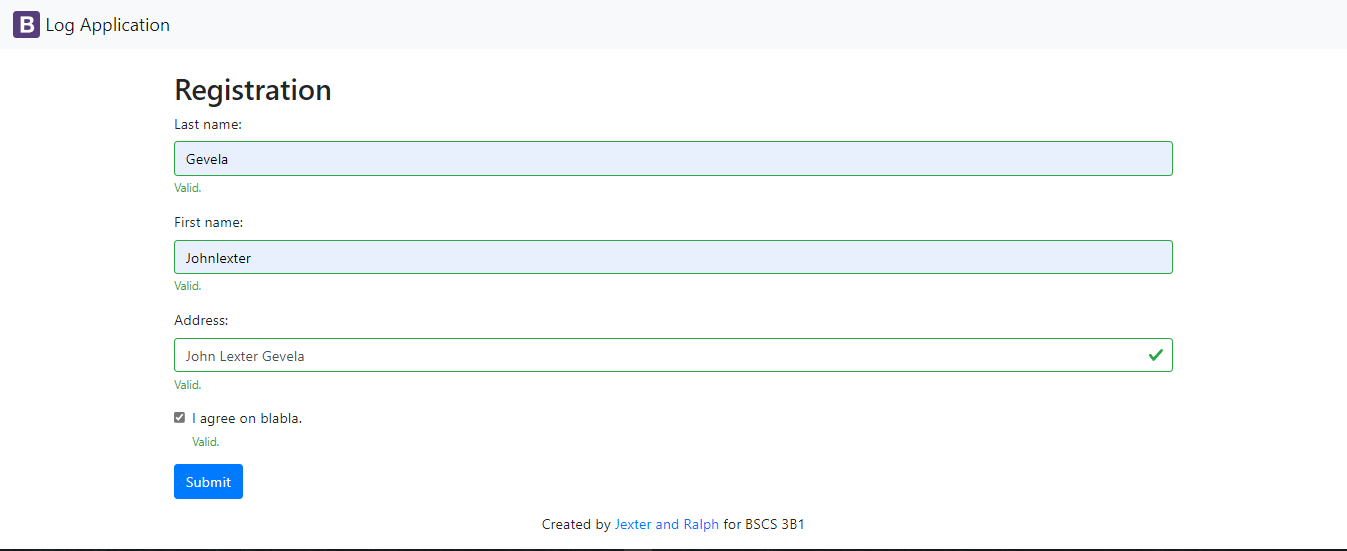 B Log Application
Registration
Last name:
Gevela
Valid.
First name:
Johnlexter
Valid.
Address:
John Lexter Gevela
Valid.
I agree on blabla.
Valid.
Submit
Created by Jexter and Ralph for BSCS 3B1